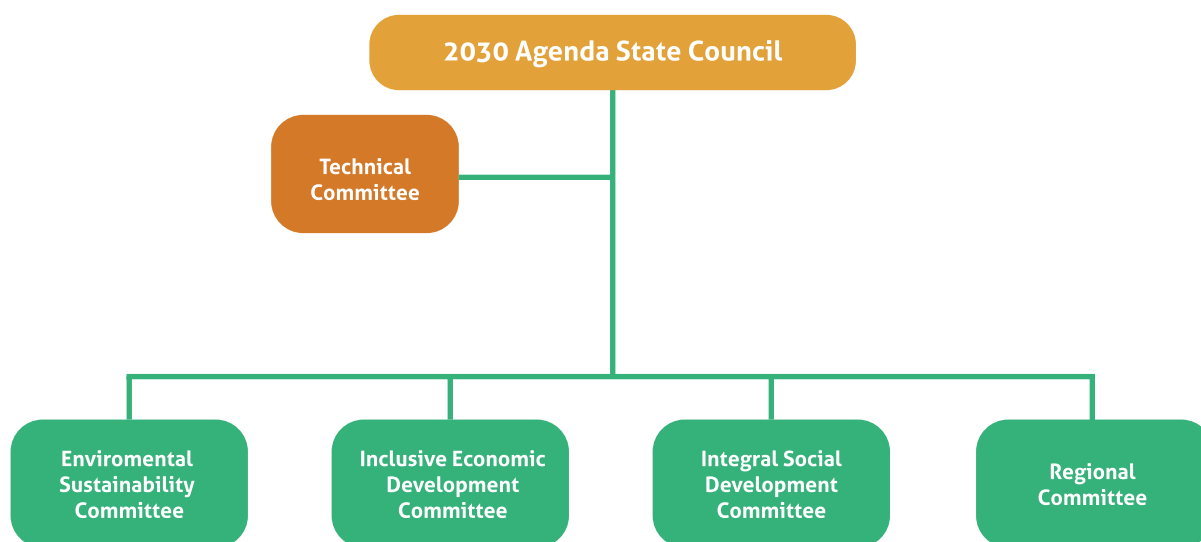 2030 Agenda State Council
Technical
Committee
Enviromental
Sustainability
Committee
Inclusive Economic
Development
Committee
Integral Social
Development
Committee
Regional
Committee